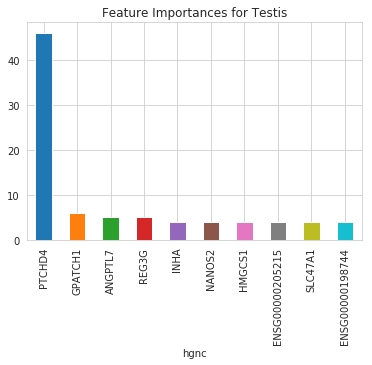 Feature Importances for Testis
40
30
20
10
0
PTCHD4
GPATCH1
ANGPTL7
REG3G
INHA
NANOS2
HMGCS1
ENSG00000205215
SLC47A1
ENSG00000198744
hgnc